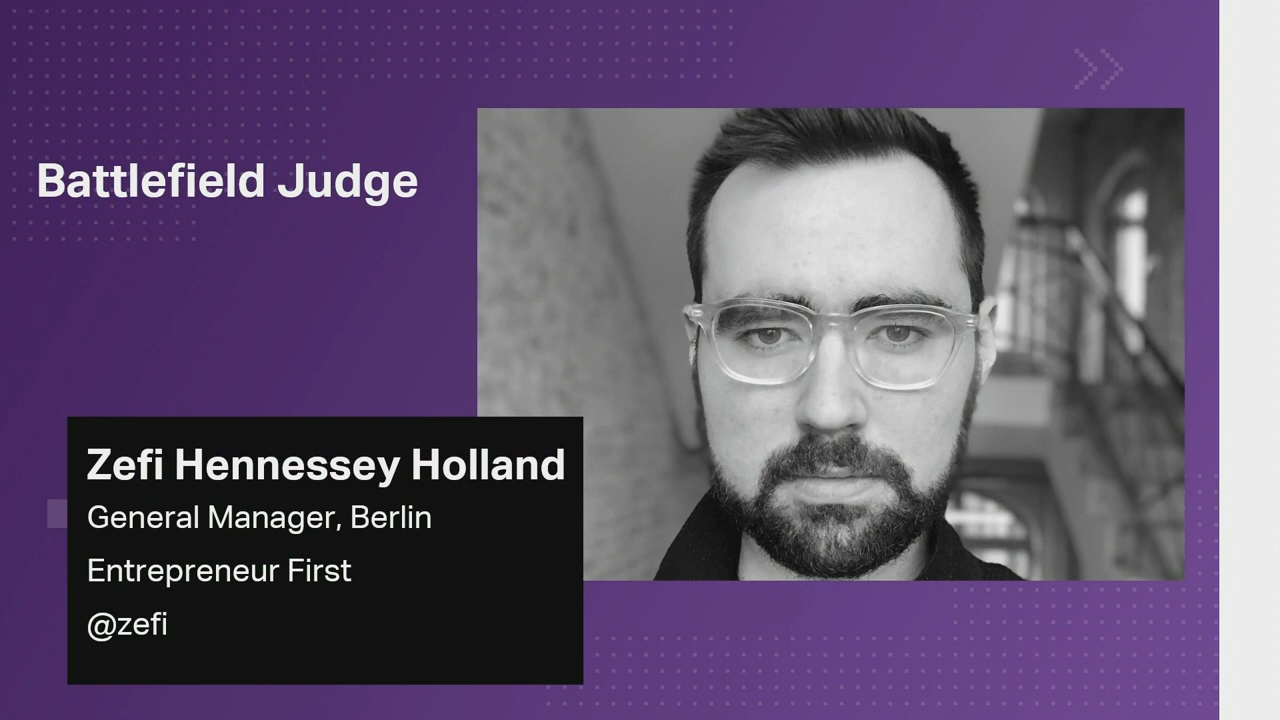 Battlefield Judge
Zefi Hennessey Holland
General Manager, Berlin
Entrepreneur First
@zefi